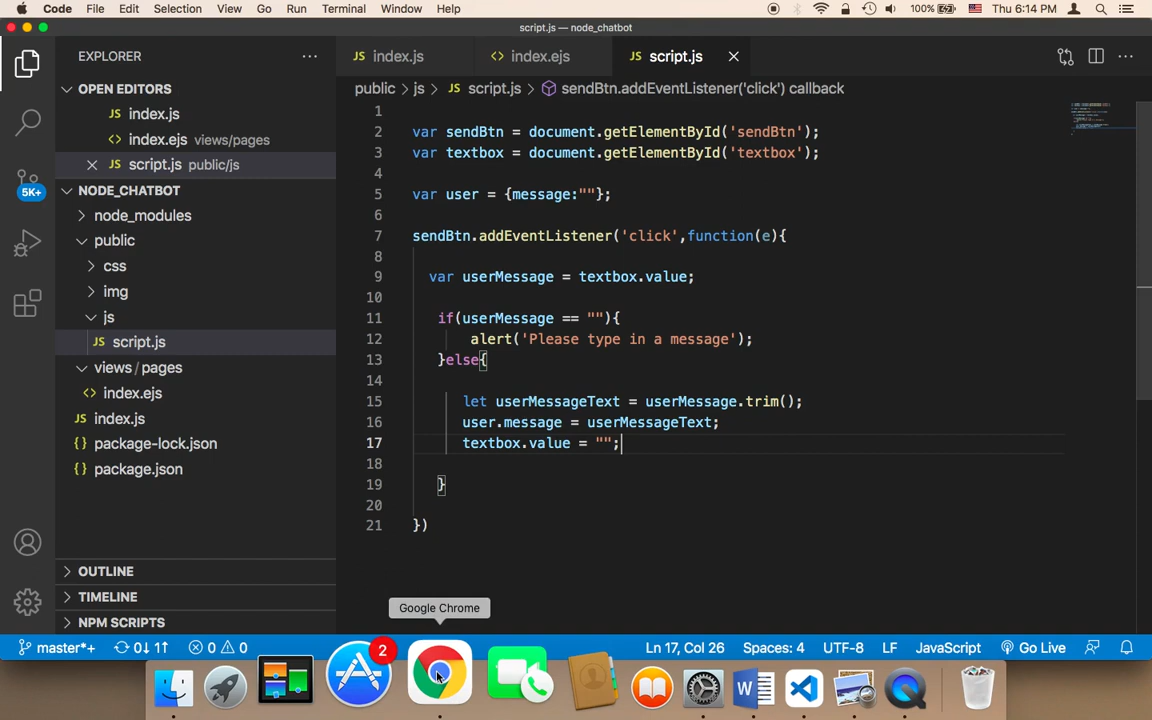 Code File Edit Selection View Go Run Terminal Window Help 100% Thu 6:14 PM
script.js — node_chatbot
EXPLORER
OPEN EDITORS
JS index.js
<> index.ejs views/pages
JS script.js public/js
NODE_CHATBOT
node_modules
public
css
img
js
JS script.js
views/pages
<> index.ejs
JS index.js
{} package-lock.json
{} package.json
OUTLINE
TIMELINE
NPM SCRIPTS
5K+
JS index.js <> index.ejs JS script.js
public > js > JS script.js > sendBtn.addEventListener('click') callback
1
2 var sendBtn = document.getElementById('sendBtn');
3 var textbox = document.getElementById('textbox');
4
5 var user = {message:""};
6
7 sendBtn.addEventListener('click',function(e){
8
9 var userMessage = textbox.value;
10
11 if(userMessage == ""){
12 alert('Please type in a message');
13 }else{
14
15 let userMessageText = userMessage.trim();
16 user.message = userMessageText;
17 textbox.value = "";
18
19 }
20
21 })
Google Chrome
master*+ 0↓ 1↑ 0 0 Ln 17, Col 26 Spaces: 4 UTF-8 LF JavaScript Go Live
2